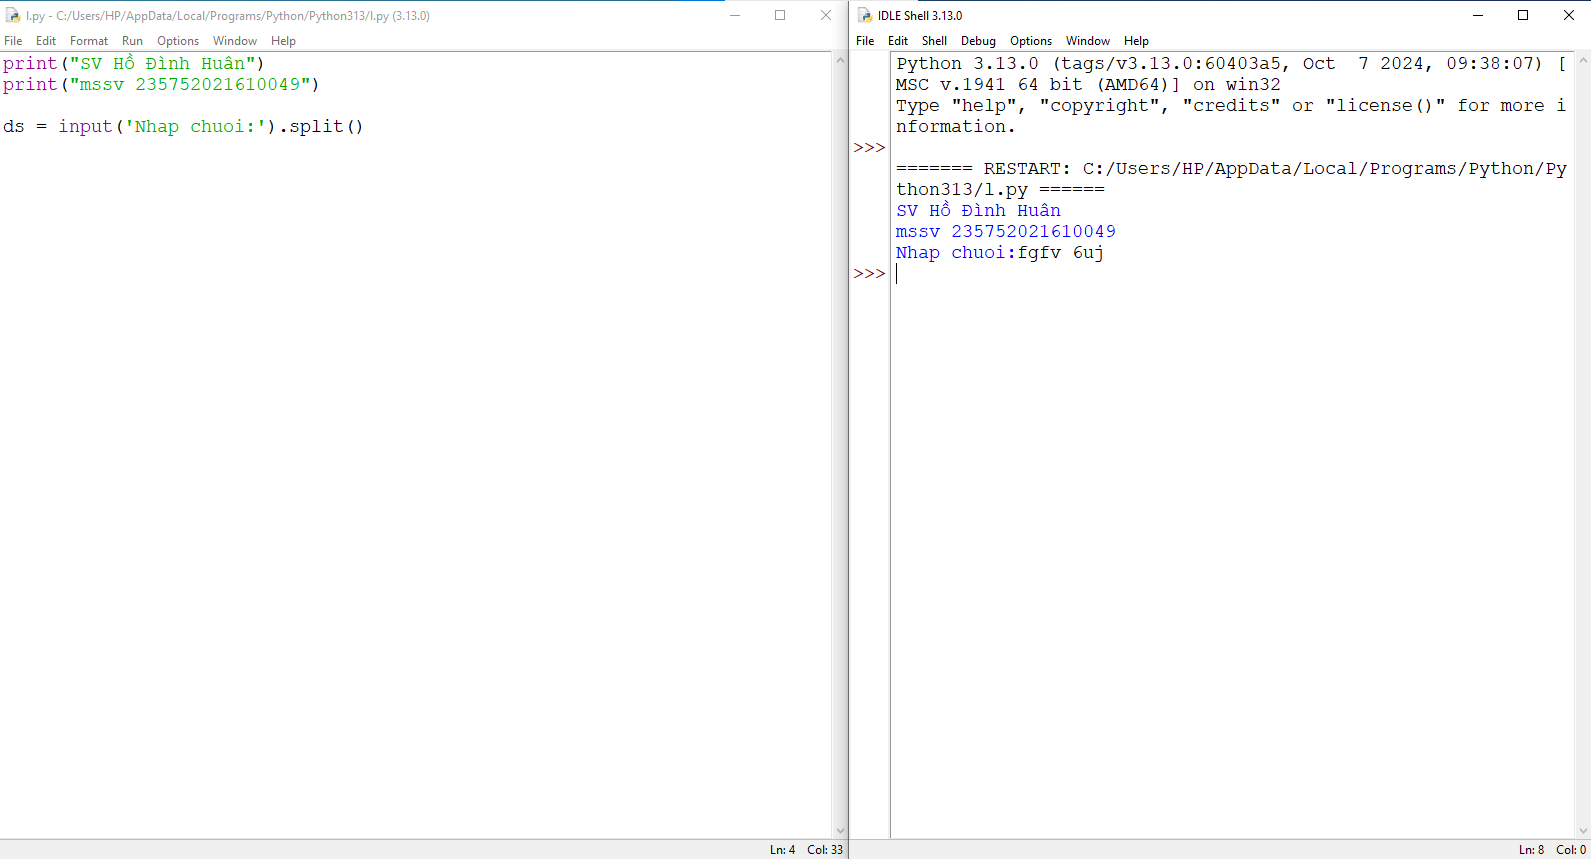 l.py - C:/Users/HP/AppData/Local/Programs/Python/Python313/l.py (3.13.0)
File Edit Format Run Options Window Help
print("SV Hồ Đình Huân")
print("mssv 235752021610049")
ds = input('Nhap chuoi:').split()
Ln: 4 Col: 33
IDLE Shell 3.13.0
File Edit Shell Debug Options Window Help
Python 3.13.0 (tags/v3.13.0:60403a5, Oct  7 2024, 09:38:07) [
MSC v.1941 64 bit (AMD64)] on win32
Type "help", "copyright", "credits" or "license()" for more i
nformation.
>>>
======= RESTART: C:/Users/HP/AppData/Local/Programs/Python/Py
thon313/l.py ======
SV Hồ Đình Huân
mssv 235752021610049
Nhap chuoi:fgfv 6uj
>>>
Ln: 8 Col: 0